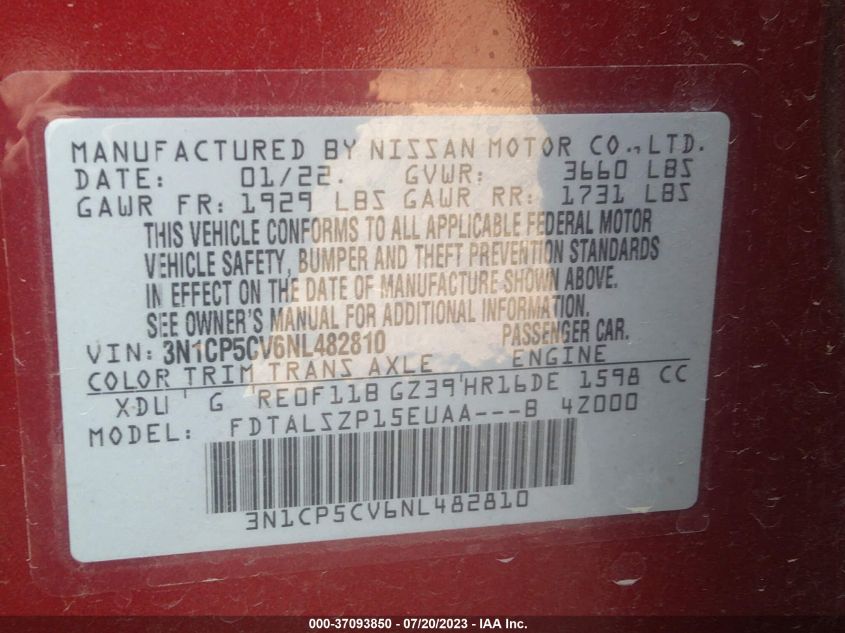 MANUFACTURED BY NISSAN MOTOR CO., LTD.
DATE: 01/22. GVWR: 3660 LBS
GAWR FR: 1929 LBS GAWR RR: 1731 LBS
THIS VEHICLE CONFORMS TO ALL APPLICABLE FEDERAL MOTOR
VEHICLE SAFETY, BUMPER AND THEFT PREVENTION STANDARDS
IN EFFECT ON THE DATE OF MANUFACTURE SHOWN ABOVE.
SEE OWNER'S MANUAL FOR ADDITIONAL INFORMATION.
VIN: 3N1CP5CV6NL482810 PASSENGER CAR.
COLOR TRIM TRANS AXLE ENGINE
XDU G RE0F11B GZ39 HR16DE 1598 CC
MODEL: FDTALSZP15EUAA---B 4Z000
3N1CP5CV6NL482810
000-37093850 / 07/20/2023 - IAA Inc.